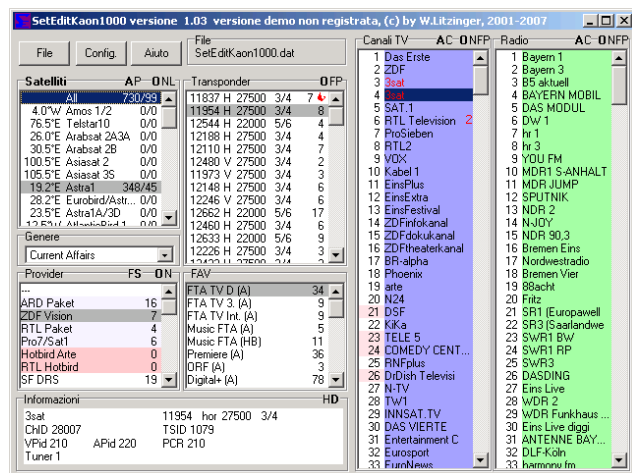 SetEditKaon1000 versione 1.03 versione demo non registrata, (c) by W.Litzinger, 2001-2007
File Config. Aiuto
File
SetEditKaon1000.dat
Satelliti AP ONL
All 730/99
4.0°W Amos 1/2 0/0
76.5°E Telstar10 0/0
26.0°E Arabsat 2A3A 0/0
30.5°E Arabsat 2B 0/0
100.5°E Asiasat 2 0/0
105.5°E Asiasat 3S 0/0
19.2°E Astra1 348/45
28.2°E Eurobird/Astr... 0/0
23.5°E Astra1A/3D 0/0
12.5°W AtlanticBird 1 0/0
Transponder OFP
11837 H 27500 3/4 7
11954 H 27500 3/4 8
12544 H 22000 5/6 4
12188 H 27500 3/4 7
12110 H 27500 3/4 7
12480 V 27500 3/4 2
11973 V 27500 3/4 3
12148 H 27500 3/4 6
12246 V 27500 3/4 6
12662 H 22000 5/6 17
12460 H 27500 3/4 6
12633 H 22000 5/6 9
12226 H 27500 3/4 3
Genere
Current Affairs
Provider FS ON
---
ARD Paket 16
ZDF Vision 7
RTL Paket 4
Pro7/Sat1 6
Hotbird Arte 0
RTL Hotbird 0
SF DRS 19
FAV
FTA TV D (A) 34
FTA TV 3. (A) 9
FTA TV Int. (A) 9
Music FTA (A) 5
Music FTA (HB) 11
Premiere (A) 36
ORF (A) 3
Digital+ (A) 78
Informazioni HD
3sat 11954 hor 27500 3/4
ChID 28007 TSID 1079
VPid 210 APid 220 PCR 210
Tuner 1
Canali TV AC ONFP
1 Das Erste
2 ZDF
3 3sat
4 3sat
5 SAT.1
6 RTL Television 2
7 ProSieben
8 RTL2
9 VOX
10 Kabel 1
11 EinsPlus
12 EinsExtra
13 EinsFestival
14 ZDFinfokanal
15 ZDFdokukanal
16 ZDFtheaterkanal
17 BR-alpha
18 Phoenix
19 arte
20 N24
21 DSF
22 KiKa
23 TELE 5
24 COMEDY CENT...
25 RNFplus
26 DrDish Televisi
27 N-TV
28 TW1
29 INNSAT.TV
30 DAS VIERTE
31 Entertainment C
32 Eurosport
33 EuroNews
Radio AC ONFP
1 Bayern 1
2 Bayern 3
3 B5 aktuell
4 BAYERN MOBIL
5 DAS MODUL
6 DW 1
7 hr 1
8 hr 3
9 YOU FM
10 MDR1 S-ANHALT
11 MDR JUMP
12 SPUTNIK
13 NDR 2
14 N-JOY
15 NDR 90,3
16 Bremen Eins
17 Nordwestradio
18 Bremen Vier
19 88acht
20 Fritz
21 SR1 (Europawell
22 SR3 (Saarlandwe
23 SWR1 BW
24 SWR1 RP
25 SWR3
26 DASDING
27 Eins Live
28 WDR 2
29 WDR Funkhaus ...
30 Eins Live diggi
31 ANTENNE BAY...
32 DLF-Köln
33 harmony fm